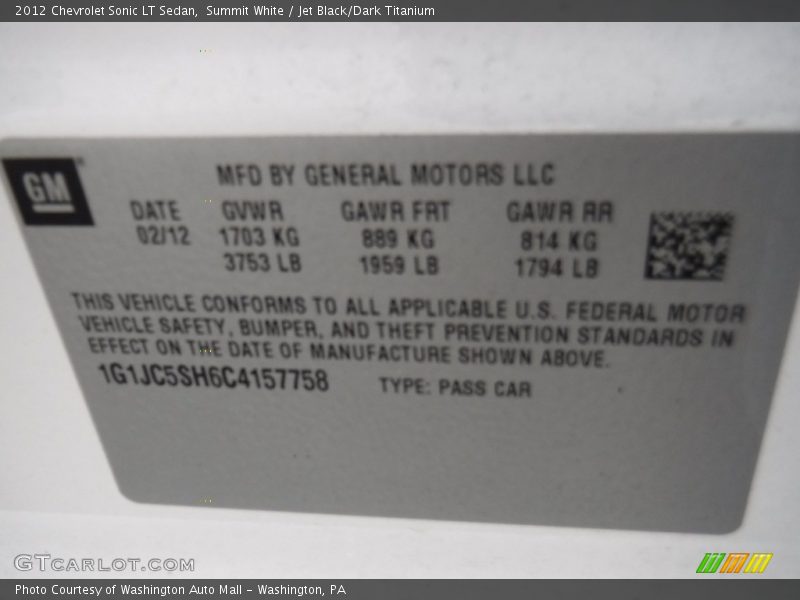 2012 Chevrolet Sonic LT Sedan,  Summit White / Jet Black/Dark Titanium
GM
MFD BY GENERAL MOTORS LLC
DATE GVWR GAWR FRT GAWR RR
02/12 1703 KG 889 KG 814 KG
3753 LB 1959 LB 1794 LB
THIS VEHICLE CONFORMS TO ALL APPLICABLE U.S. FEDERAL MOTOR
VEHICLE SAFETY, BUMPER, AND THEFT PREVENTION STANDARDS IN
EFFECT ON THE DATE OF MANUFACTURE SHOWN ABOVE.
1G1JC5SH6C4157758 TYPE: PASS CAR
GTCARLOT.COM
Photo Courtesy of Washington Auto Mall - Washington, PA